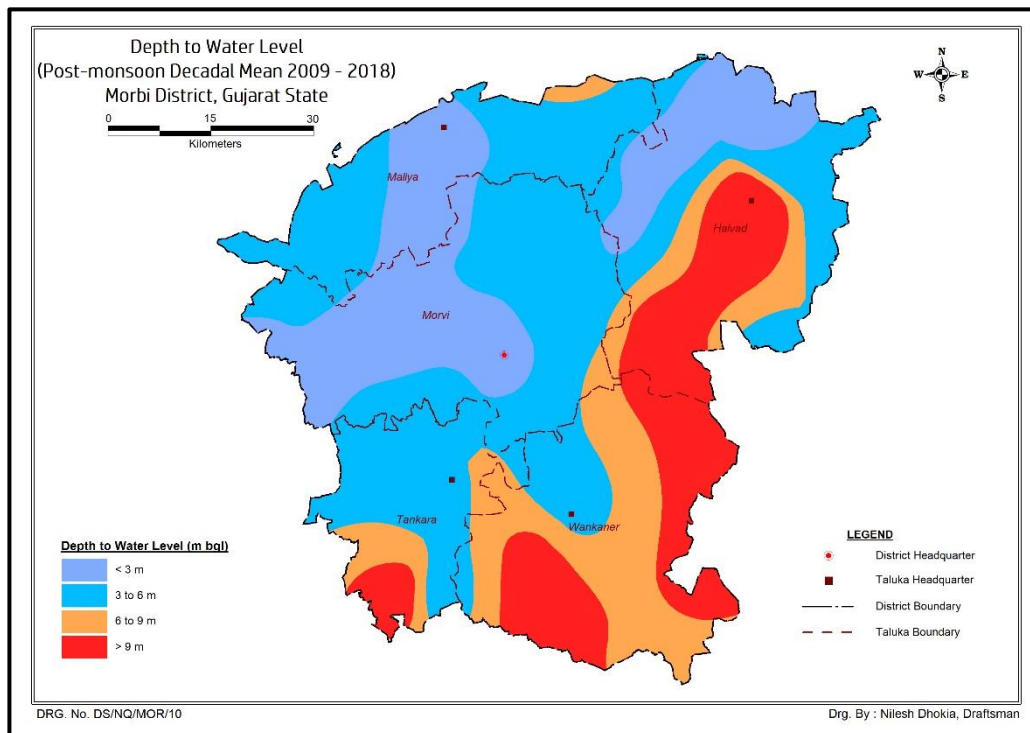 Depth to Water Level
(Post-monsoon Decadal Mean 2009 - 2018)
Morbi District, Gujarat State
0 15 30
Kilometers
N
W E
S
Maliya
Halvad
Morvi
Tankara
Wankaner
Depth to Water Level (m bgl)
< 3 m
3 to 6 m
6 to 9 m
> 9 m
LEGEND
District Headquarter
Taluka Headquarter
District Boundary
Taluka Boundary
DRG. No. DS/NQ/MOR/10
Drg. By : Nilesh Dhokia, Draftsman